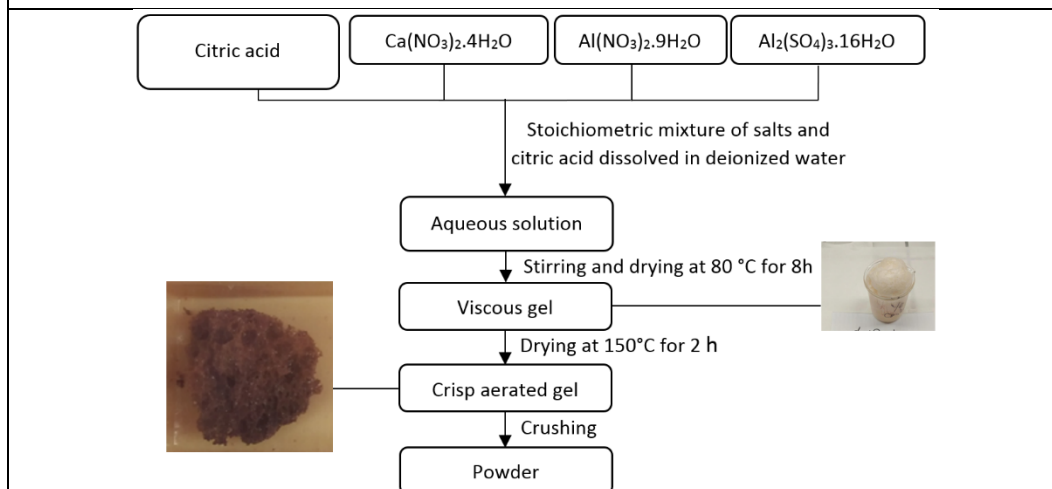 Citric acid
Ca(NO₃)₂.4H₂O
Al(NO₃)₂.9H₂O
Al₂(SO₄)₃.16H₂O
Stoichiometric mixture of salts and
citric acid dissolved in deionized water
Aqueous solution
Stirring and drying at 80 °C for 8h
Viscous gel
Drying at 150°C for 2 h
Crisp aerated gel
Crushing
Powder